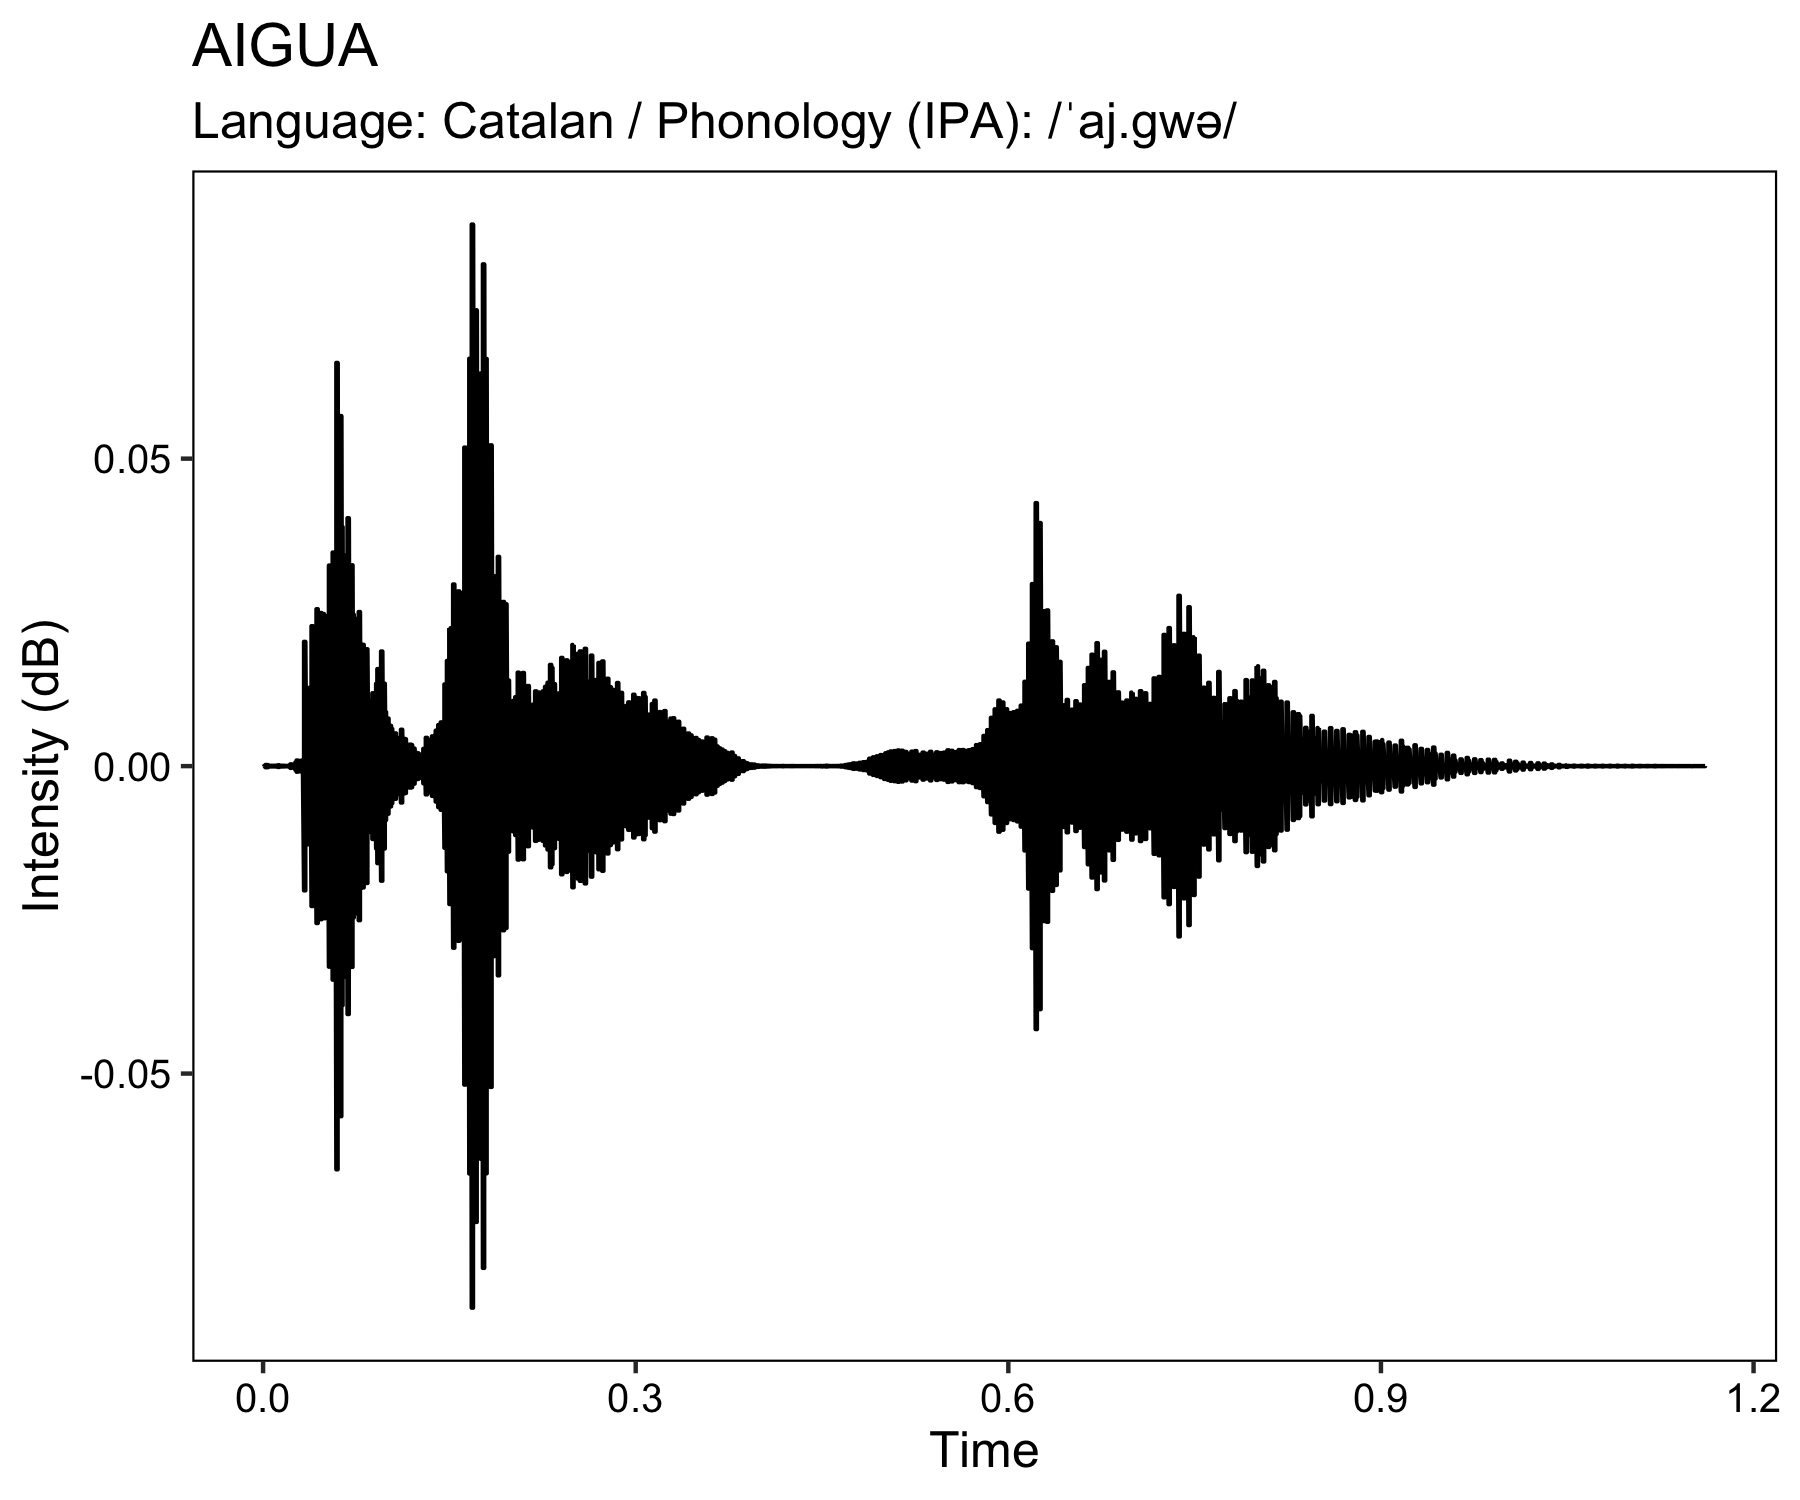 AIGUA
Language: Catalan / Phonology (IPA): /ˈaj.gwə/
Intensity (dB)
0.05
0.00
-0.05
0.0 0.3 0.6 0.9 1.2
Time